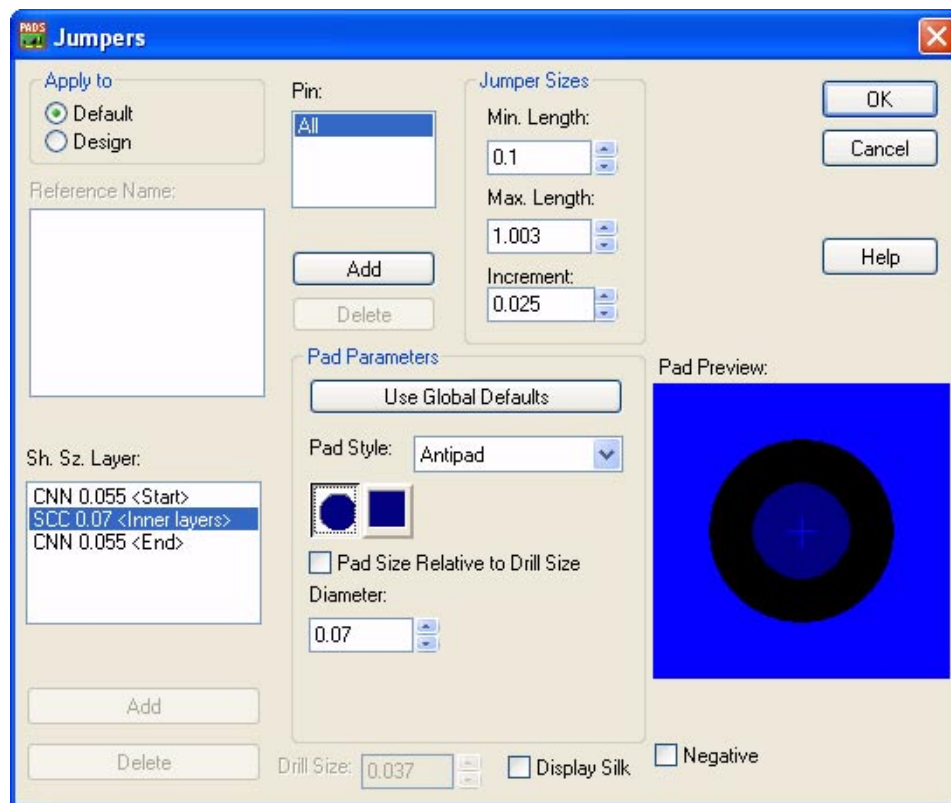 PADS
Jumpers
Apply to
Default
Design
Reference Name:
Pin:
All
Add
Delete
Jumper Sizes
Min. Length:
0.1
Max. Length:
1.003
Increment:
0.025
OK
Cancel
Help
Sh. Sz. Layer:
CNN 0.055 <Start>
SCC 0.07 <Inner layers>
CNN 0.055 <End>
Add
Delete
Pad Parameters
Use Global Defaults
Pad Style: Antipad
Pad Size Relative to Drill Size
Diameter:
0.07
Pad Preview:
Drill Size: 0.037
Display Silk
Negative